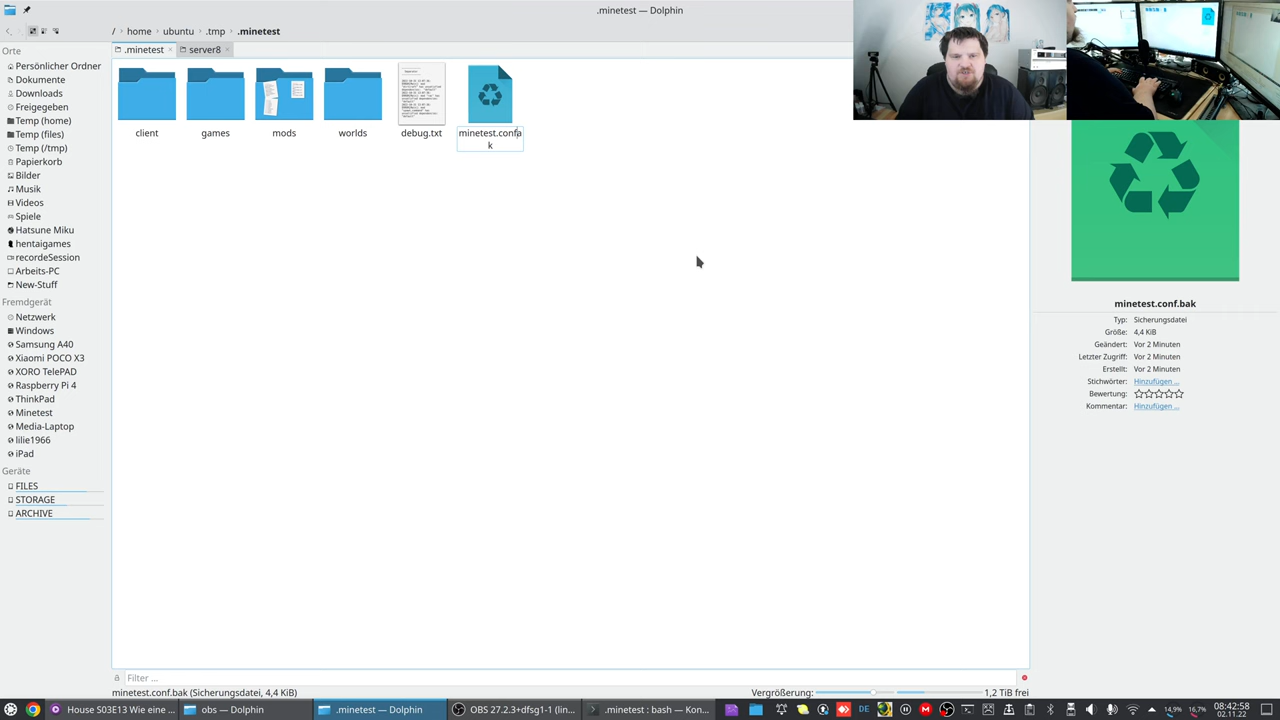 .minetest — Dolphin
/ › home › ubuntu › .tmp › .minetest
.minetest
server8
Orte
Persönlicher Ordner
Dokumente
Downloads
Freigegeben
Temp (home)
Temp (files)
Temp (/tmp)
Papierkorb
Bilder
Musik
Videos
Spiele
Hatsune Miku
hentaigames
recordeSession
Arbeits-PC
New-Stuff
Fremdgerät
Netzwerk
Windows
Samsung A40
Xiaomi POCO X3
XORO TelePAD
Raspberry Pi 4
ThinkPad
Minetest
Media-Laptop
lilie1966
iPad
Geräte
FILES
STORAGE
ARCHIVE
client
games
mods
worlds
debug.txt
minetest.conf
k
minetest.conf.bak
Typ: Sicherungsdatei
Größe: 4,4 KiB
Geändert: Vor 2 Minuten
Letzter Zugriff: Vor 2 Minuten
Erstellt: Vor 2 Minuten
Stichwörter: Hinzufügen ...
Bewertung:
Kommentar: Hinzufügen ...
Filter ...
minetest.conf.bak (Sicherungsdatei, 4,4 KiB)
Vergrößerung:
1,2 TiB frei
House S03E13 Wie eine ...
obs — Dolphin
.minetest — Dolphin
OBS 27.2.3+dfsg1-1 (lin...
.minetest : bash — Kon...
DE
14,9%
16,7%
08:42:58
02.11.22